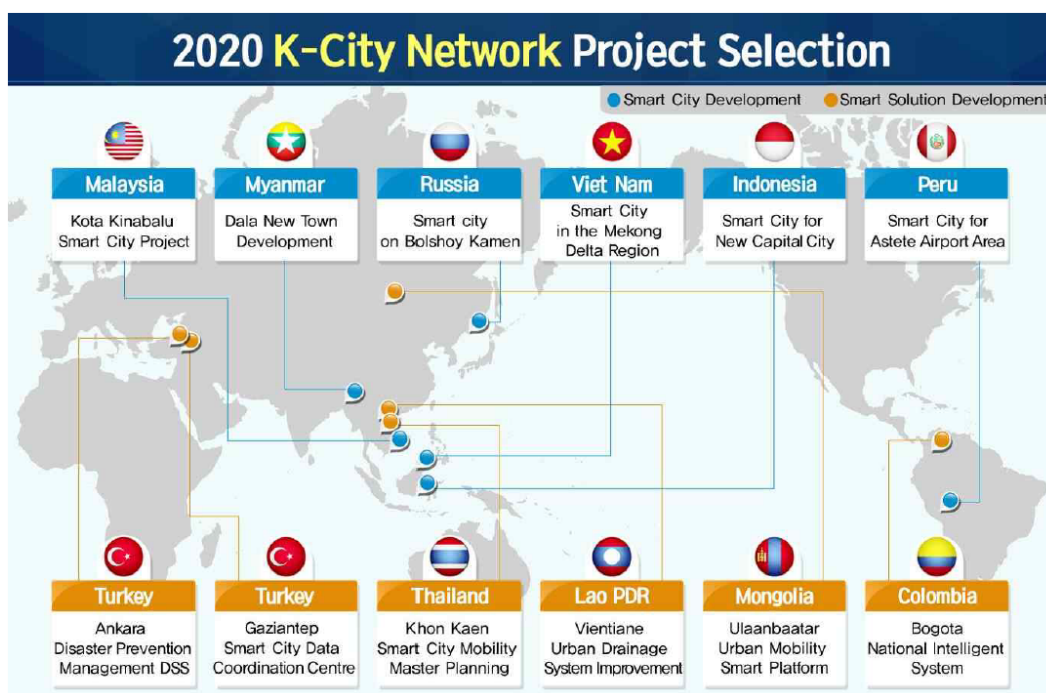 2020 K-City Network Project Selection
Smart City Development
Smart Solution Development
Malaysia
Kota Kinabalu
Smart City Project
Myanmar
Dala New Town
Development
Russia
Smart city
on Bolshoy Kamen
Viet Nam
Smart City
in the Mekong
Delta Region
Indonesia
Smart City for
New Capital City
Peru
Smart City for
Astete Airport Area
Turkey
Ankara
Disaster Prevention
Management DSS
Turkey
Gaziantep
Smart City Data
Coordination Centre
Thailand
Khon Kaen
Smart City Mobility
Master Planning
Lao PDR
Vientiane
Urban Drainage
System Improvement
Mongolia
Ulaanbaatar
Urban Mobility
Smart Platform
Colombia
Bogota
National Intelligent
System